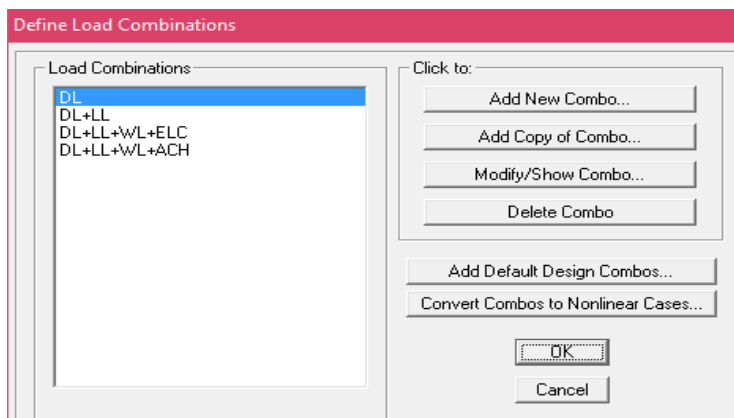 Define Load Combinations
Load Combinations
DL
DL+LL
DL+LL+WL+ELC
DL+LL+WL+ACH
Click to:
Add New Combo...
Add Copy of Combo...
Modify/Show Combo...
Delete Combo
Add Default Design Combos...
Convert Combos to Nonlinear Cases...
OK
Cancel